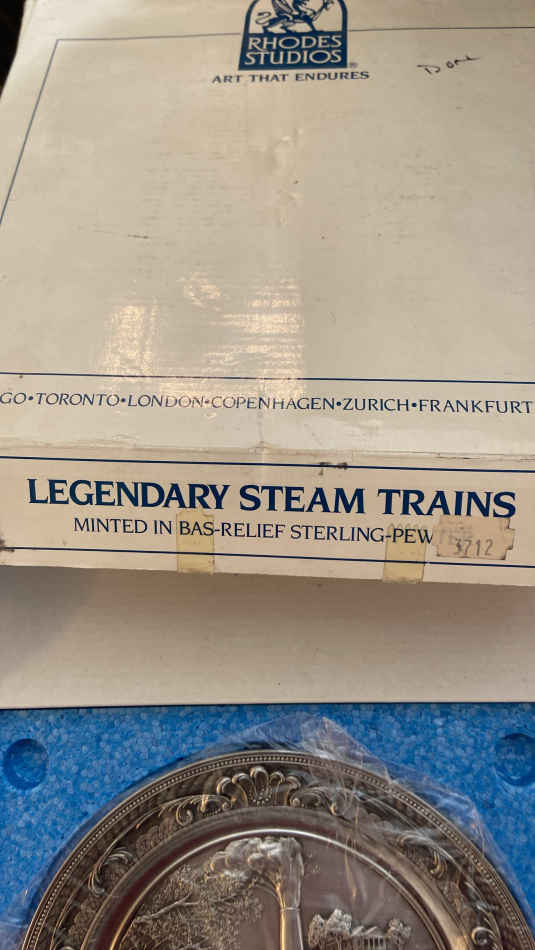 RHODES
STUDIOS®
ART THAT ENDURES
Done
GO•TORONTO•LONDON•COPENHAGEN•ZURICH•FRANKFURT
LEGENDARY STEAM TRAINS
MINTED IN BAS-RELIEF STERLING-PEW
3712